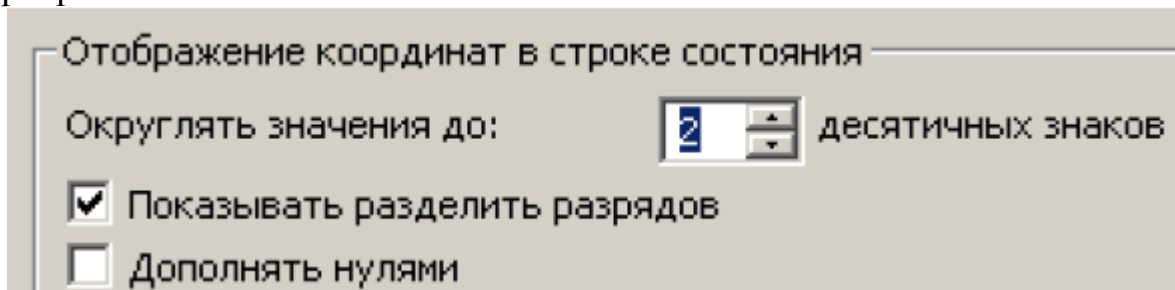 Отображение координат в строке состояния
Округлять значения до: 2 десятичных знаков
Показывать разделить разрядов
Дополнять нулями